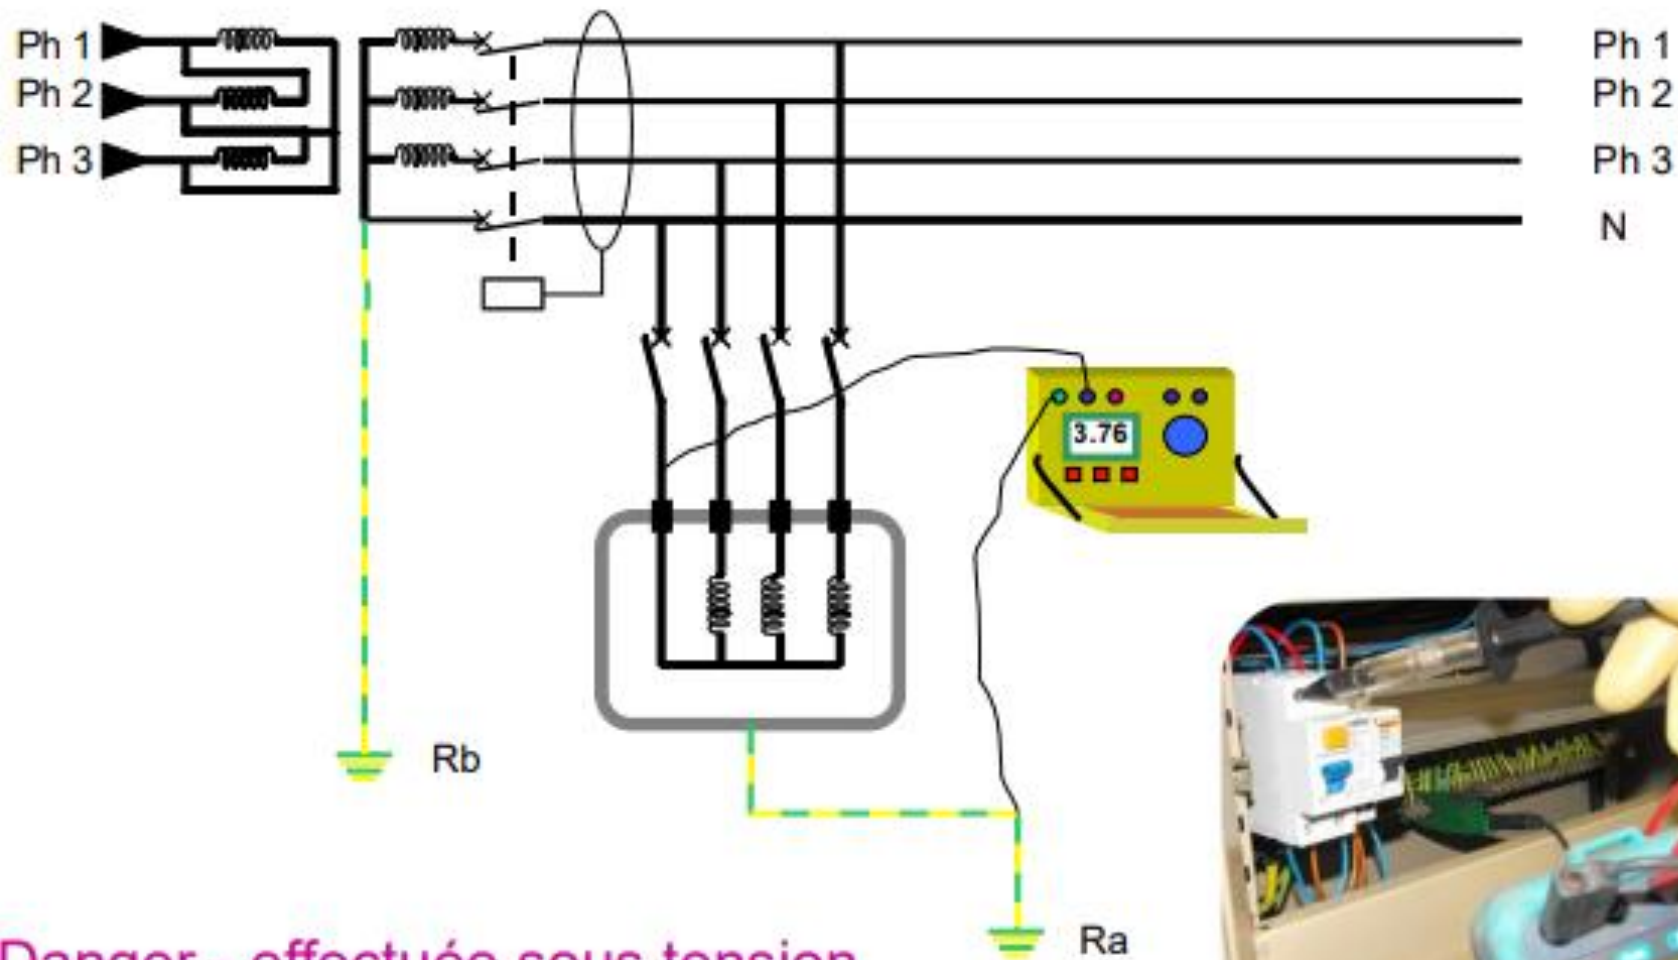 Ph 1
Ph 2
Ph 3
Ph 1
Ph 2
Ph 3
N
3.76
Rb
Ra
Danger - effectuée sous tension